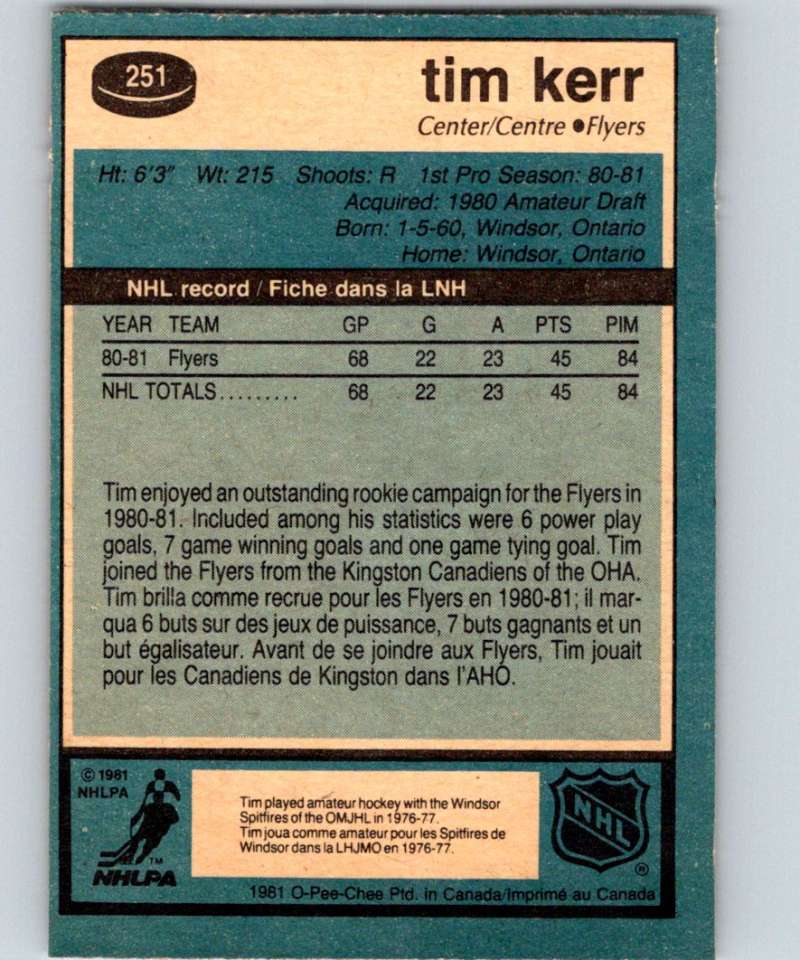 251
tim kerr
Center/Centre ● Flyers
Ht: 6'3" Wt: 215 Shoots: R 1st Pro Season: 80-81
Acquired: 1980 Amateur Draft
Born: 1-5-60, Windsor, Ontario
Home: Windsor, Ontario
NHL record / Fiche dans la LNH
YEAR TEAM GP G A PTS PIM
80-81 Flyers 68 22 23 45 84
NHL TOTALS......... 68 22 23 45 84
Tim enjoyed an outstanding rookie campaign for the Flyers in
1980-81. Included among his statistics were 6 power play
goals, 7 game winning goals and one game tying goal. Tim
joined the Flyers from the Kingston Canadiens of the OHA.
Tim brilla comme recrue pour les Flyers en 1980-81; il mar-
qua 6 buts sur des jeux de puissance, 7 buts gagnants et un
but égalisateur. Avant de se joindre aux Flyers, Tim jouait
pour les Canadiens de Kingston dans l'AHO.
© 1981
NHLPA
TM
NHLPA
Tim played amateur hockey with the Windsor
Spitfires of the OMJHL in 1976-77.
Tim joua comme amateur pour les Spitfires de
Windsor dans la LHJMO en 1976-77.
NHL
®
1981 O-Pee-Chee Ptd. in Canada/Imprimé au Canada